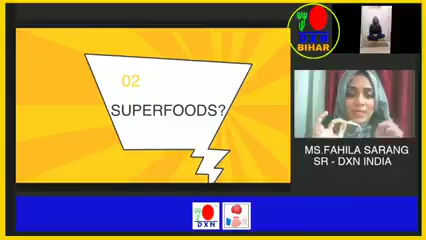 02
SUPERFOODS?
DXN
BIHAR
MS.FAHILA SARANG
SR - DXN INDIA
DXN